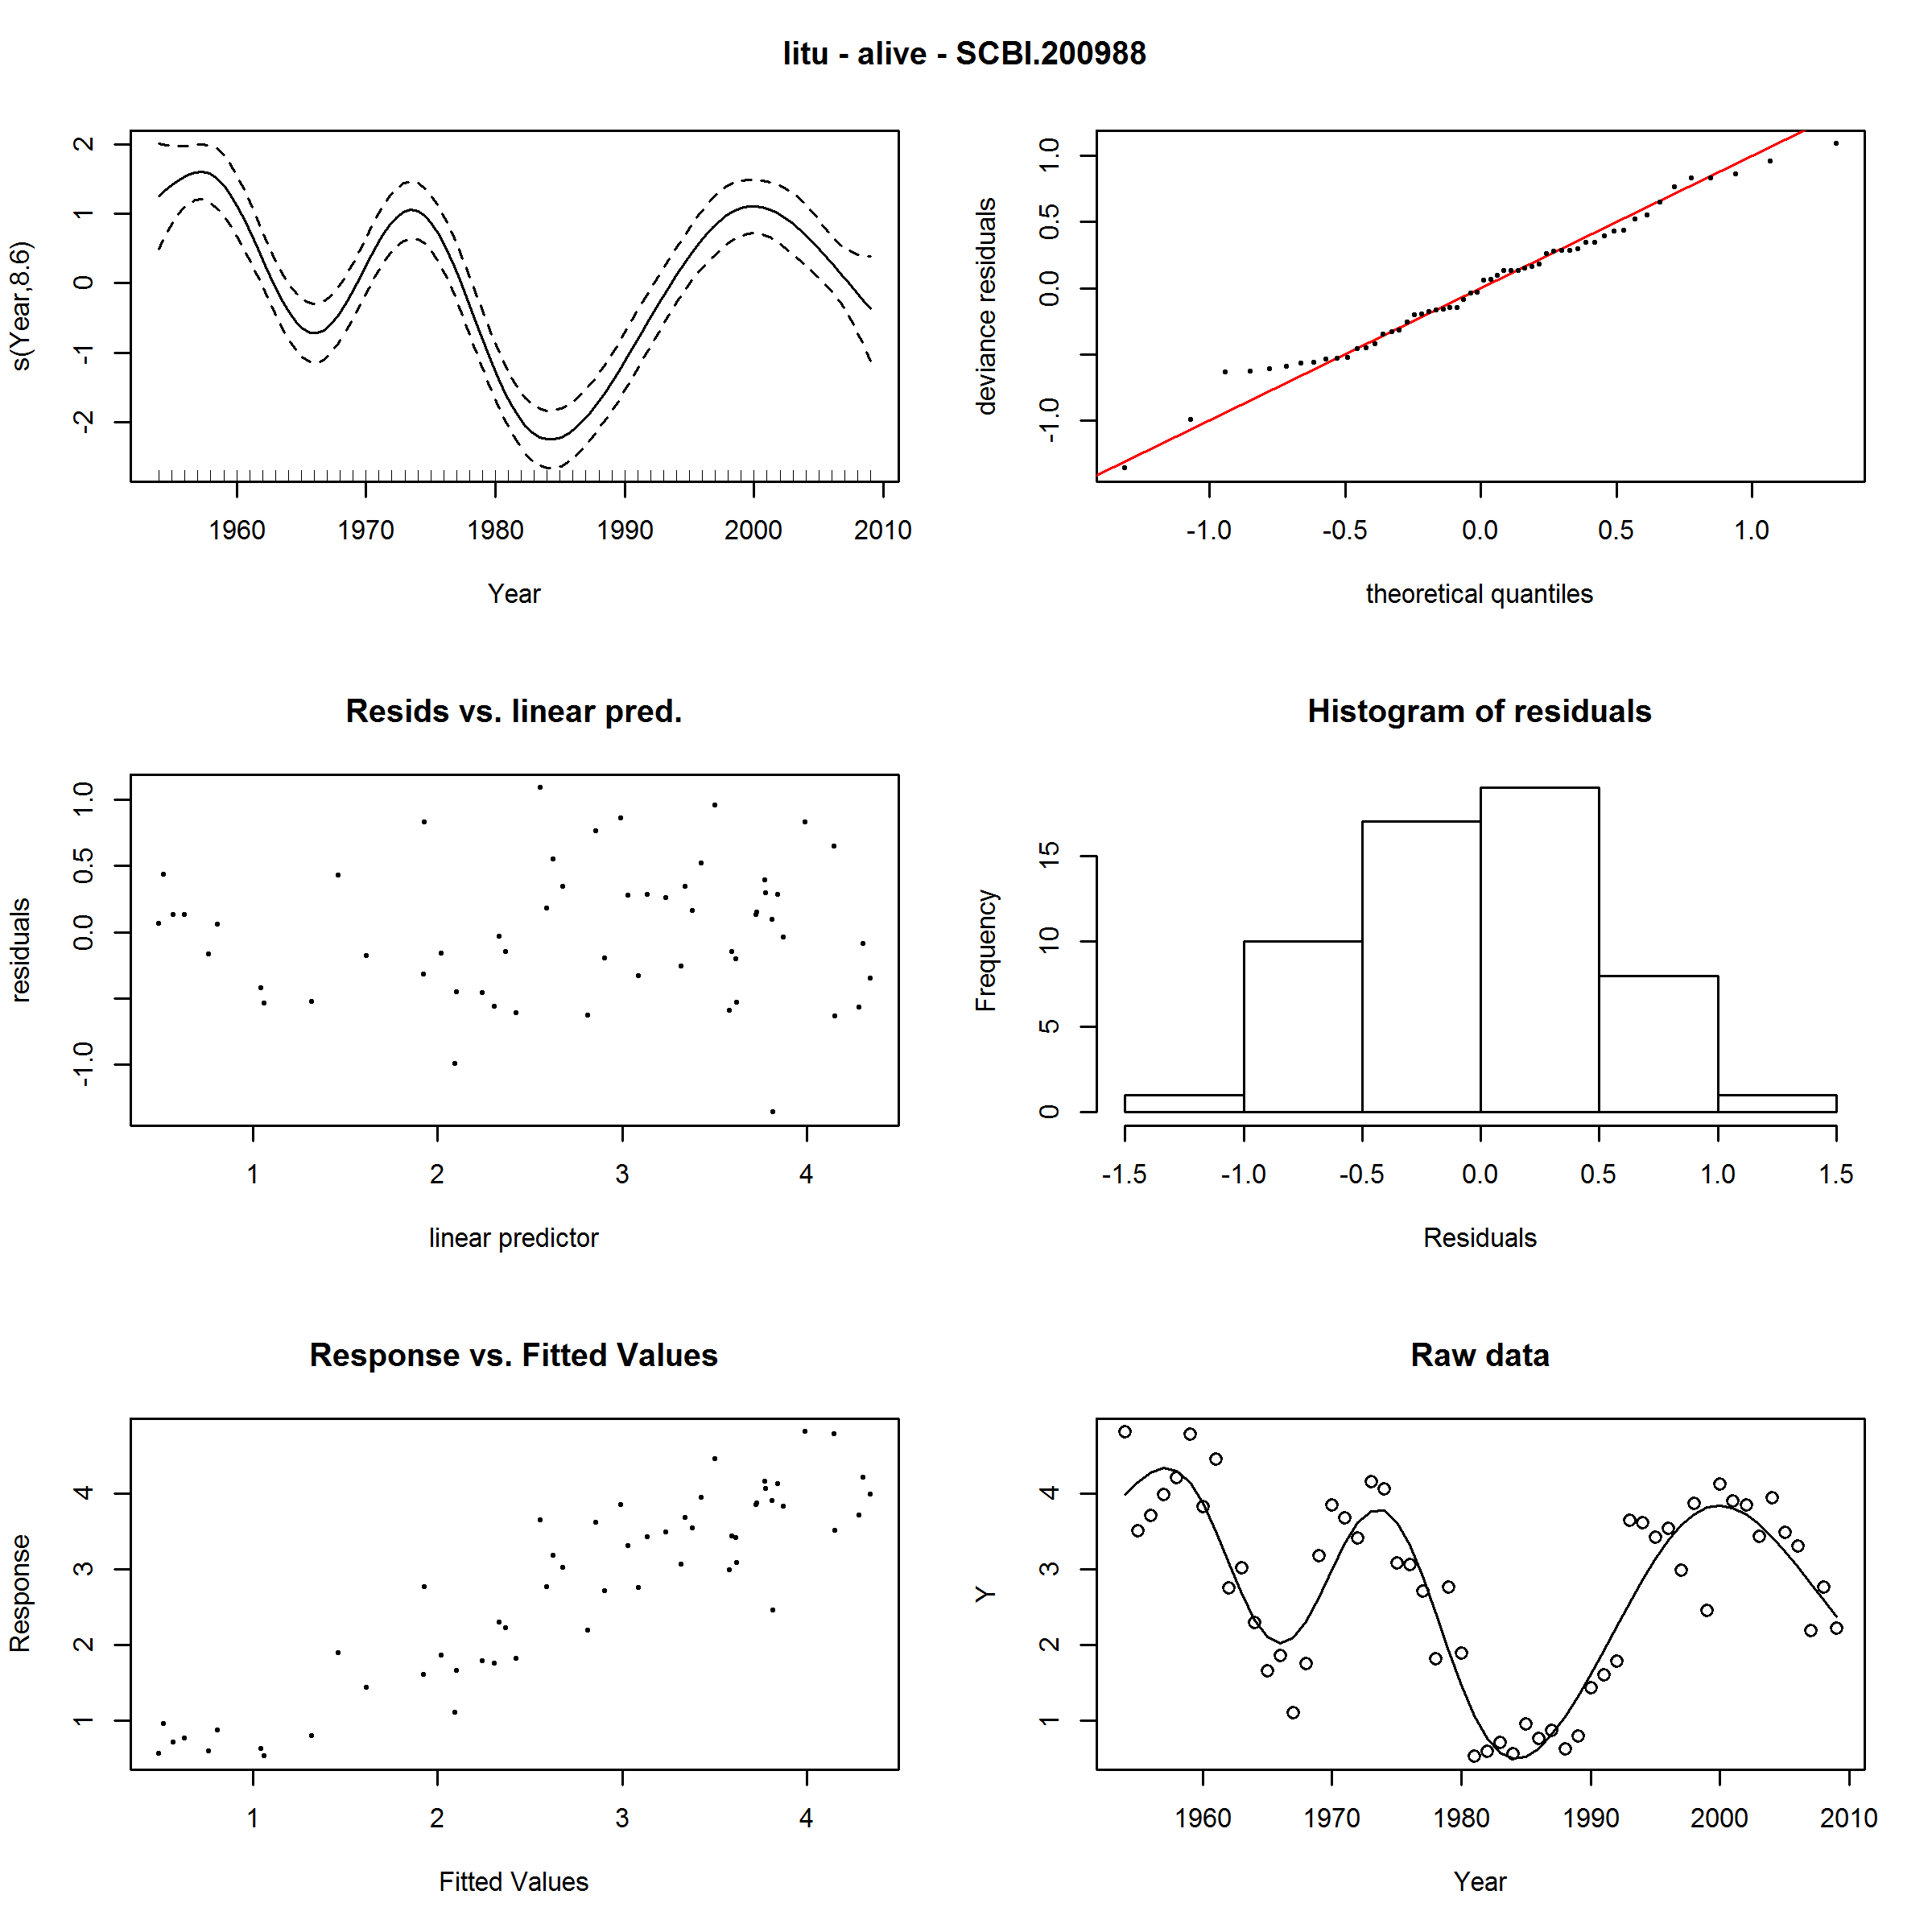 litu - alive - SCBI.200988
s(Year,8.6)
2
1
0
-1
-2
1960 1970 1980 1990 2000 2010
Year
deviance residuals
1.0
0.5
0.0
-1.0
-1.0 -0.5 0.0 0.5 1.0
theoretical quantiles
Resids vs. linear pred.
residuals
1.0
0.5
0.0
-1.0
1 2 3 4
linear predictor
Histogram of residuals
Frequency
15
10
5
0
-1.5 -1.0 -0.5 0.0 0.5 1.0 1.5
Residuals
Response vs. Fitted Values
Response
4
3
2
1
1 2 3 4
Fitted Values
Raw data
Y
4
3
2
1
1960 1970 1980 1990 2000 2010
Year